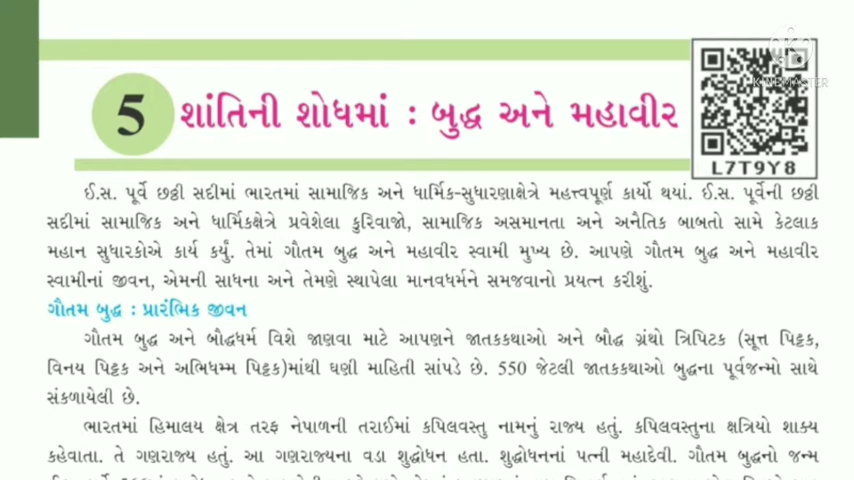 5 શાંતિની શોધમાં : બુદ્ધ અને મહાવીર
KINEMASTER
L7T9Y8
ઈ.સ. પૂર્વે છઠ્ઠી સદીમાં ભારતમાં સામાજિક અને ધાર્મિક-સુધારણાક્ષેત્રે મહત્ત્વપૂર્ણ કાર્યો થયાં. ઈ.સ. પૂર્વેની છઠ્ઠી
સદીમાં સામાજિક અને ધાર્મિકક્ષેત્રે પ્રવેશેલા કુરિવાજો, સામાજિક અસમાનતા અને અનૈતિક બાબતો સામે કેટલાક
મહાન સુધારકોએ કાર્ય કર્યું. તેમાં ગૌતમ બુદ્ધ અને મહાવીર સ્વામી મુખ્ય છે. આપણે ગૌતમ બુદ્ધ અને મહાવીર
સ્વામીનાં જીવન, એમની સાધના અને તેમણે સ્થાપેલા માનવધર્મને સમજવાનો પ્રયત્ન કરીશું.
ગૌતમ બુદ્ધ : પ્રારંભિક જીવન
ગૌતમ બુદ્ધ અને બૌદ્ધધર્મ વિશે જાણવા માટે આપણને જાતકકથાઓ અને બૌદ્ધ ગ્રંથો ત્રિપિટક (સૂત્ત પિટ્ટક,
વિનય પિટ્ટક અને અભિધમ્મ પિટ્ટક)માંથી ઘણી માહિતી સાંપડે છે. 550 જેટલી જાતકકથાઓ બુદ્ધના પૂર્વજન્મો સાથે
સંકળાયેલી છે.
ભારતમાં હિમાલય ક્ષેત્ર તરફ નેપાળની તરાઈમાં કપિલવસ્તુ નામનું રાજ્ય હતું. કપિલવસ્તુના ક્ષત્રિયો શાક્ય
કહેવાતા. તે ગણરાજ્ય હતું. આ ગણરાજ્યના વડા શુદ્ધોધન હતા. શુદ્ધોધનનાં પત્ની મહાદેવી. ગૌતમ બુદ્ધનો જન્મ